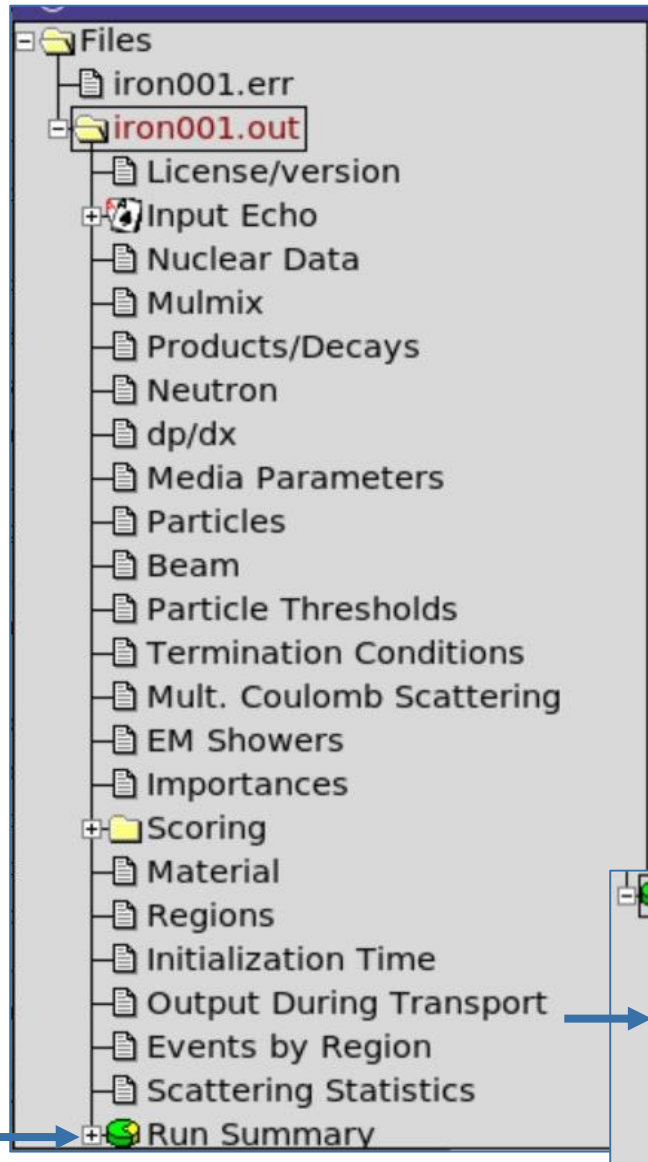 Files
iron001.err
iron001.out
License/version
Input Echo
Nuclear Data
Mulmix
Products/Decays
Neutron
dp/dx
Media Parameters
Particles
Beam
Particle Thresholds
Termination Conditions
Mult. Coulomb Scattering
EM Showers
Importances
Scoring
Material
Regions
Initialization Time
Output During Transport
Events by Region
Scattering Statistics
Run Summary